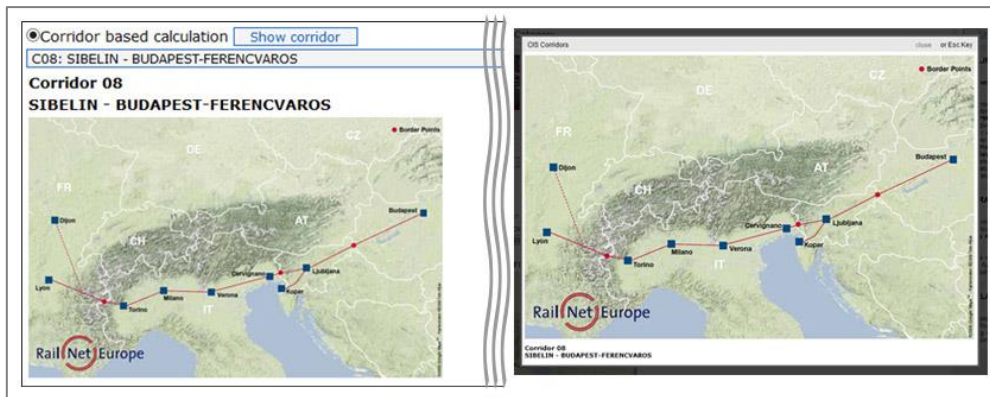 Corridor based calculation Show corridor
C08: SIBELIN - BUDAPEST-FERENCVAROS
Corridor 08
SIBELIN - BUDAPEST-FERENCVAROS
Border Points
CZ
DE
FR
Dijon
AT
Budapest
CH
Cervignano
Ljubljana
Lyon
Koper
Torino
Milano
Verona
IT
Rail Net Europe
CIS Corridors close or Esc Key
Border Points
CZ
DE
FR
Dijon
AT
Budapest
CH
Cervignano
Ljubljana
Lyon
Koper
Torino
Milano
Verona
IT
Rail Net Europe
Corridor 08
SIBELIN - BUDAPEST-FERENCVAROS